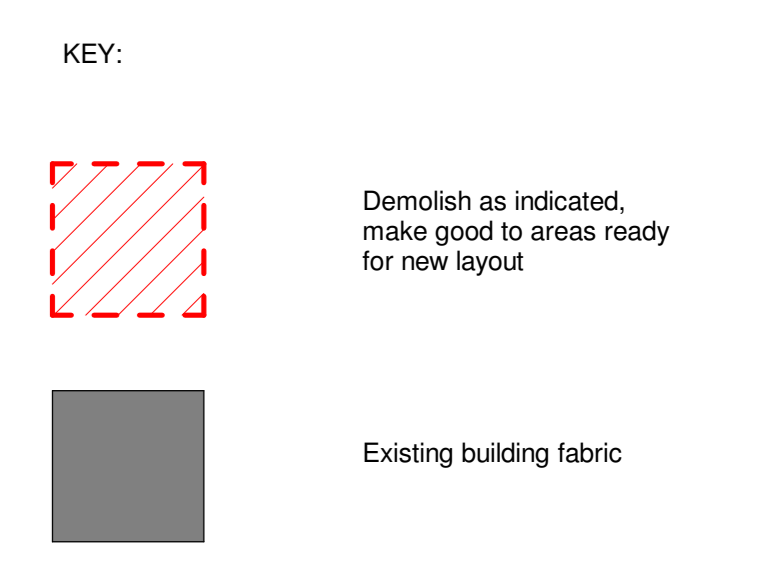 KEY:
Demolish as indicated,
make good to areas ready
for new layout
Existing building fabric